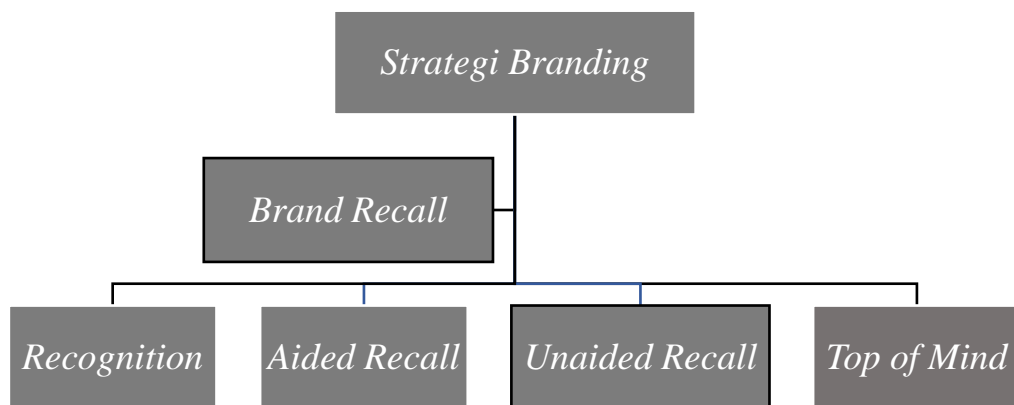 Strategi Branding
Brand Recall
Recognition
Aided Recall
Unaided Recall
Top of Mind